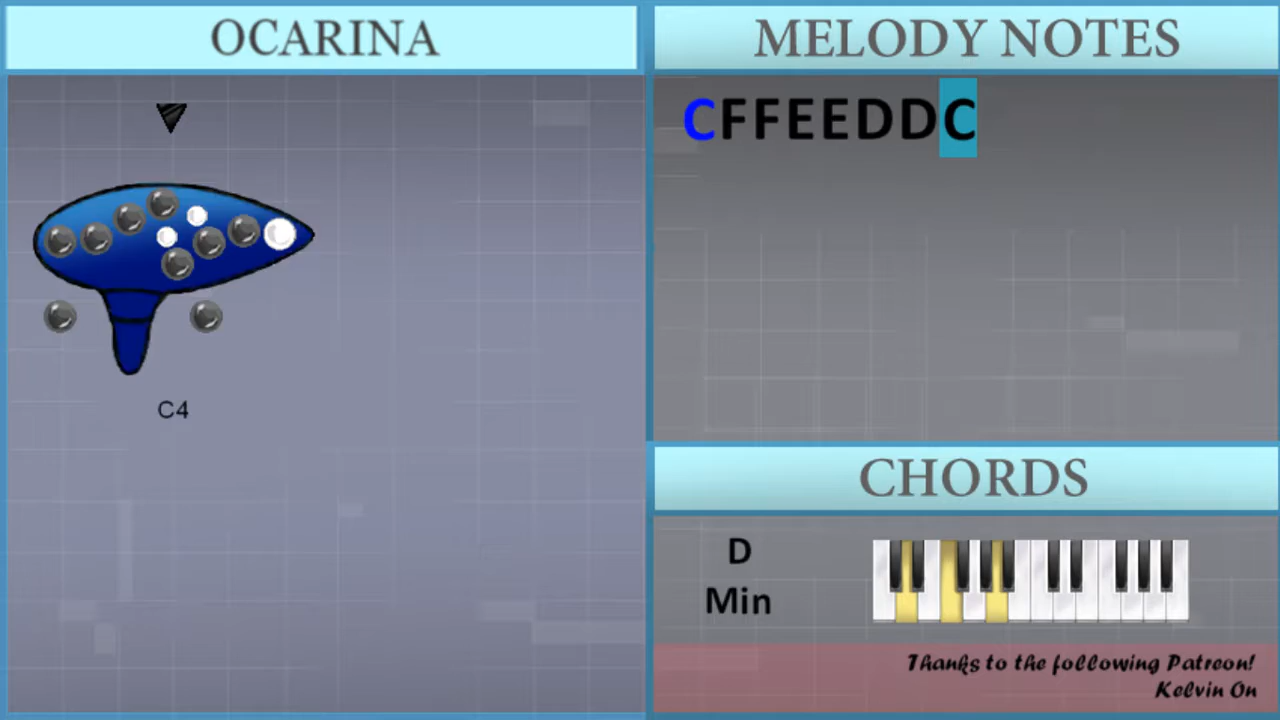 OCARINA
C4
MELODY NOTES
CFFEEDDC
CHORDS
D
Min
Thanks to the following Patreon!
Kelvin On